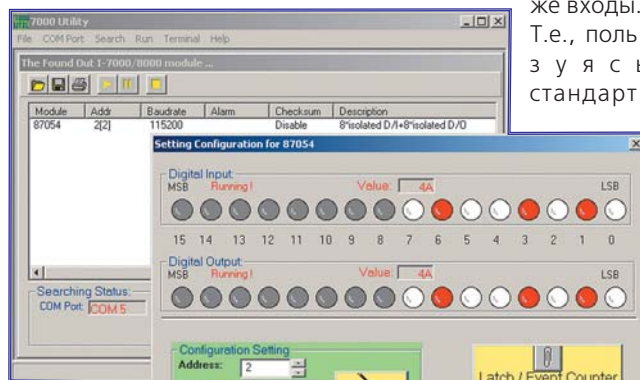 7000 Utility
File COM Port Search Run Terminal Help
The Found Out I-7000/8000 module ...
Module Addr Baudrate Alarm Checksum Description
87054 2[2] 115200 Disable 8*isolated D/I+8*isolated D/O
Searching Status:
COM Port: COM 5
Setting Configuration for 87054
Digital Input:
MSB Running! Value: 4A LSB
15 14 13 12 11 10 9 8 7 6 5 4 3 2 1 0
Digital Output:
MSB Running! Value: 4A LSB
Configuration Setting
Address: 2
Latch / Event Counter
же входы.
Т.е., поль
зуясь
стандарт